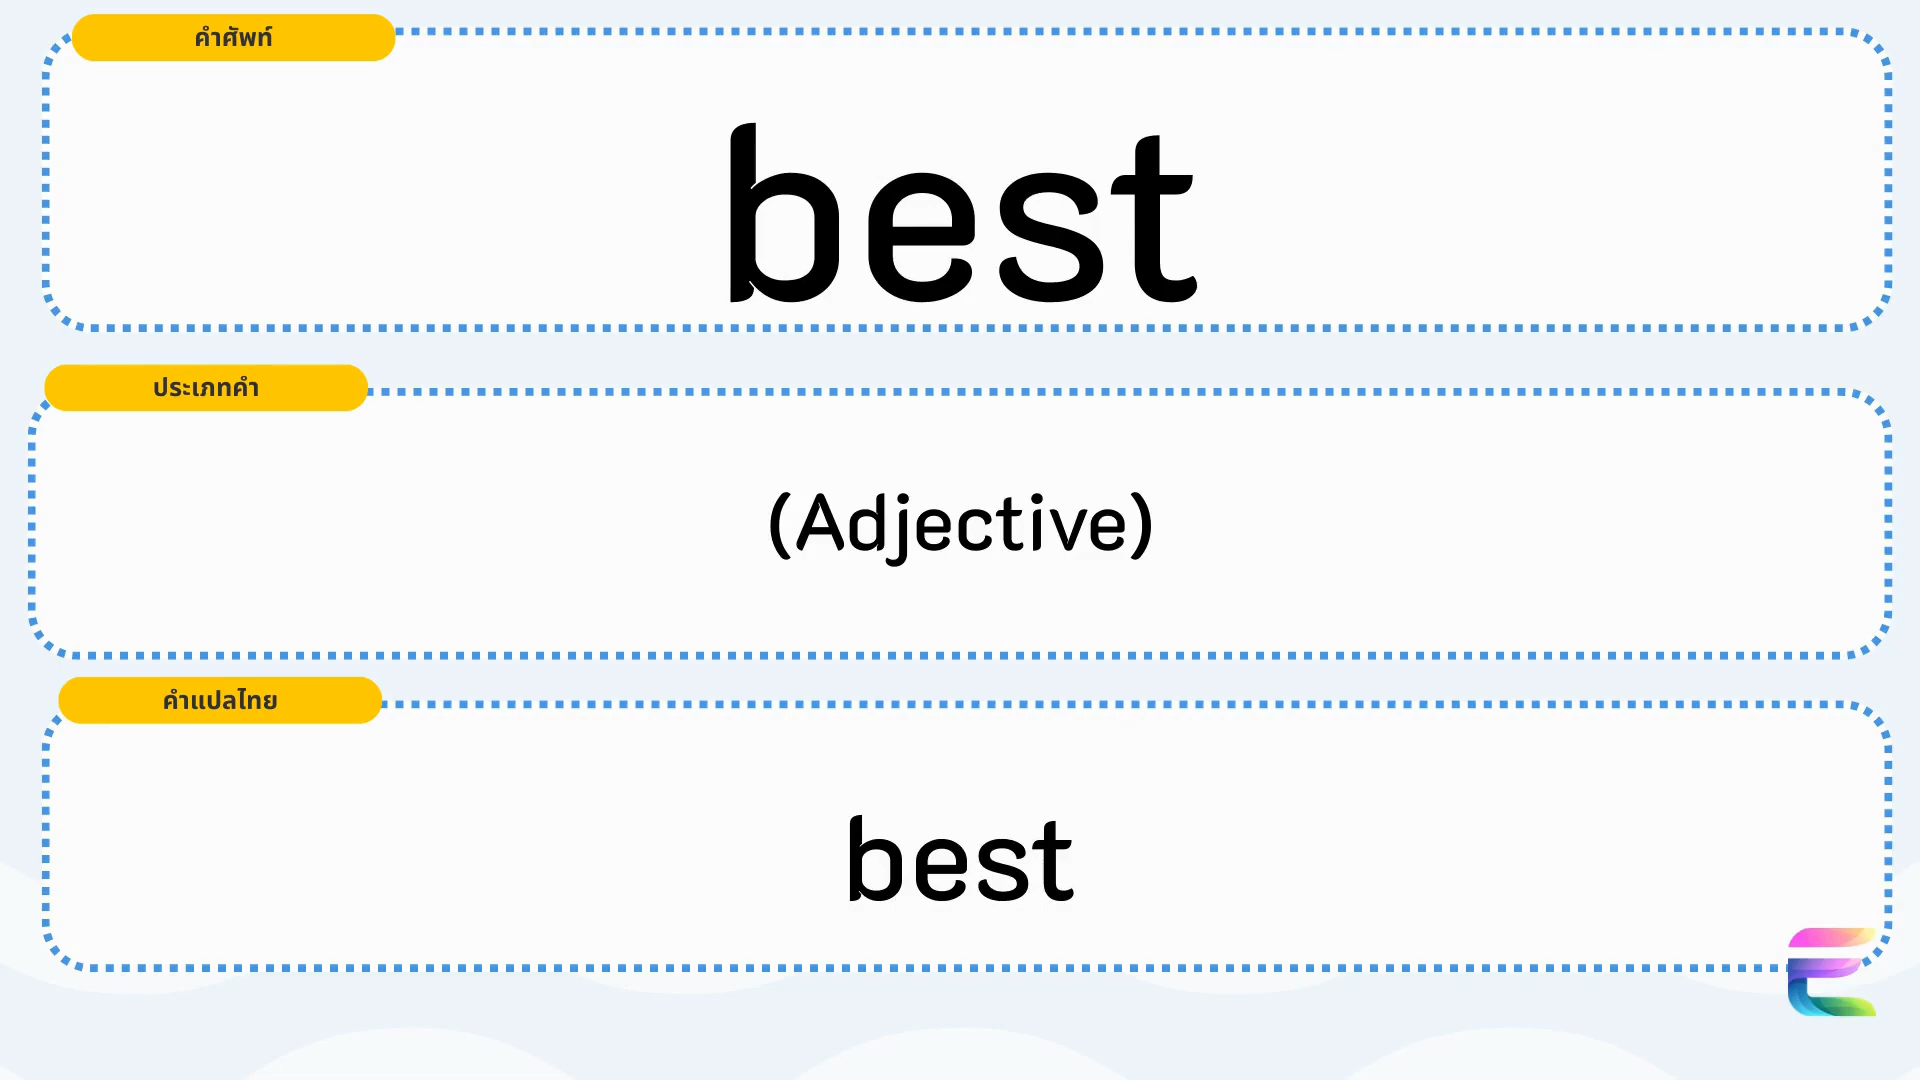 คำศัพท์
best
ประเภทคำ
(Adjective)
คำแปลไทย
best